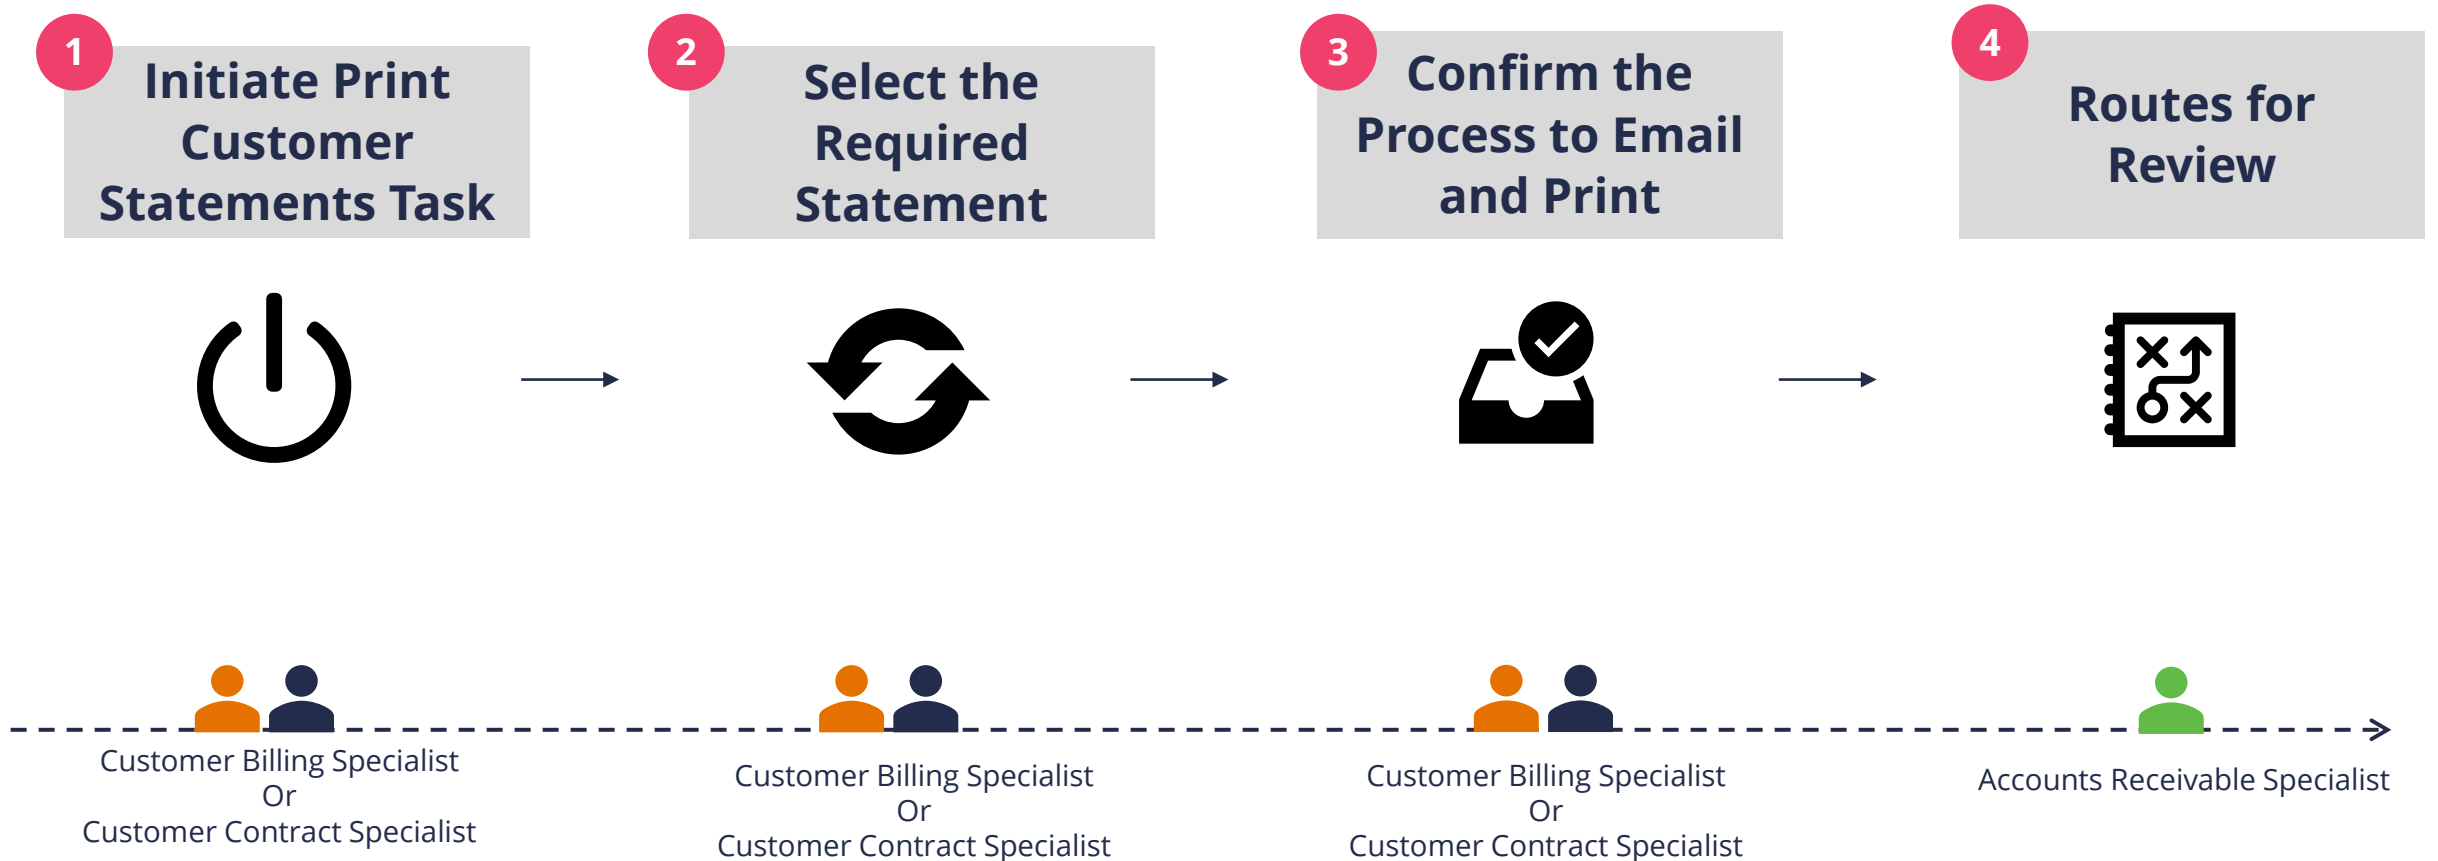 1
Initiate Print
Customer
Statements Task
2
Select the
Required
Statement
3
Confirm the
Process to Email
and Print
4
Routes for
Review
Customer Billing Specialist
Or
Customer Contract Specialist
Customer Billing Specialist
Or
Customer Contract Specialist
Customer Billing Specialist
Or
Customer Contract Specialist
Accounts Receivable Specialist